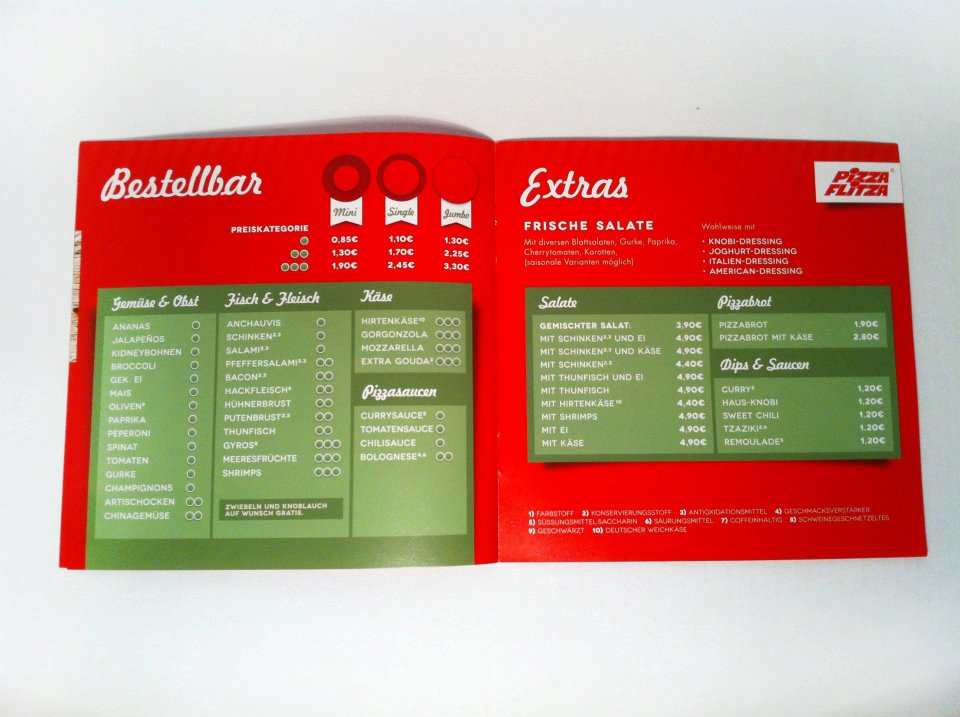 Bestellbar
Mini Single Jumbo
PREISKATEGORIE
0,85€ 1,10€ 1,30€
1,30€ 1,70€ 2,25€
1,90€ 2,45€ 3,30€
Gemüse & Obst
ANANAS
JALAPEÑOS
KIDNEYBOHNEN
BROCCOLI
GEK. EI
MAIS
OLIVEN⁹
PAPRIKA
PEPERONI
SPINAT
TOMATEN
GURKE
CHAMPIGNONS
ARTISCHOCKEN
CHINAGEMÜSE
Fisch & Fleisch
ANCHAUVIS
SCHINKEN²·³
SALAMI²·³
PFEFFERSALAMI²·³
BACON²·³
HACKFLEISCH⁴
HÜHNERBRUST
PUTENBRUST²·³
THUNFISCH
GYROS⁸
MEERESFRÜCHTE
SHRIMPS
ZWIEBELN UND KNOBLAUCH
AUF WUNSCH GRATIS.
Käse
HIRTENKÄSE¹⁰
GORGONZOLA
MOZZARELLA
EXTRA GOUDA²
Pizzasaucen
CURRYSAUCE⁵
TOMATENSAUCE
CHILISAUCE
BOLOGNESE⁴·⁶
Extras
PIZZA
FLITZA®
FRISCHE SALATE
Mit diversen Blattsalaten, Gurke, Paprika,
Cherrytomaten, Karotten,
(saisonale Varianten möglich)
Wahlweise mit
• KNOBI-DRESSING
• JOGHURT-DRESSING
• ITALIEN-DRESSING
• AMERICAN-DRESSING
Salate
GEMISCHTER SALAT: 3,90€
MIT SCHINKEN²·³ UND EI 4,90€
MIT SCHINKEN²·³ UND KÄSE 4,90€
MIT SCHINKEN²·³ 4,40€
MIT THUNFISCH UND EI 4,90€
MIT THUNFISCH 4,90€
MIT HIRTENKÄSE¹⁰ 4,40€
MIT SHRIMPS 4,90€
MIT EI 4,90€
MIT KÄSE 4,90€
Pizzabrot
PIZZABROT 1,90€
PIZZABROT MIT KÄSE 2,80€
Dips & Saucen
CURRY⁵ 1,20€
HAUS-KNOBI 1,20€
SWEET CHILI 1,20€
TZAZIKI²·⁶ 1,20€
REMOULADE⁵ 1,20€
1) FARBSTOFF 2) KONSERVIERUNGSSTOFF 3) ANTIOXIDATIONSMITTEL 4) GESCHMACKSVERSTÄRKER
5) SÜSSUNGSMITTEL SACCHARIN 6) SÄURUNGSMITTEL 7) COFFEINHALTIG 8) SCHWEINEGESCHNETZELTES
9) GESCHWÄRZT 10) DEUTSCHER WEICHKÄSE